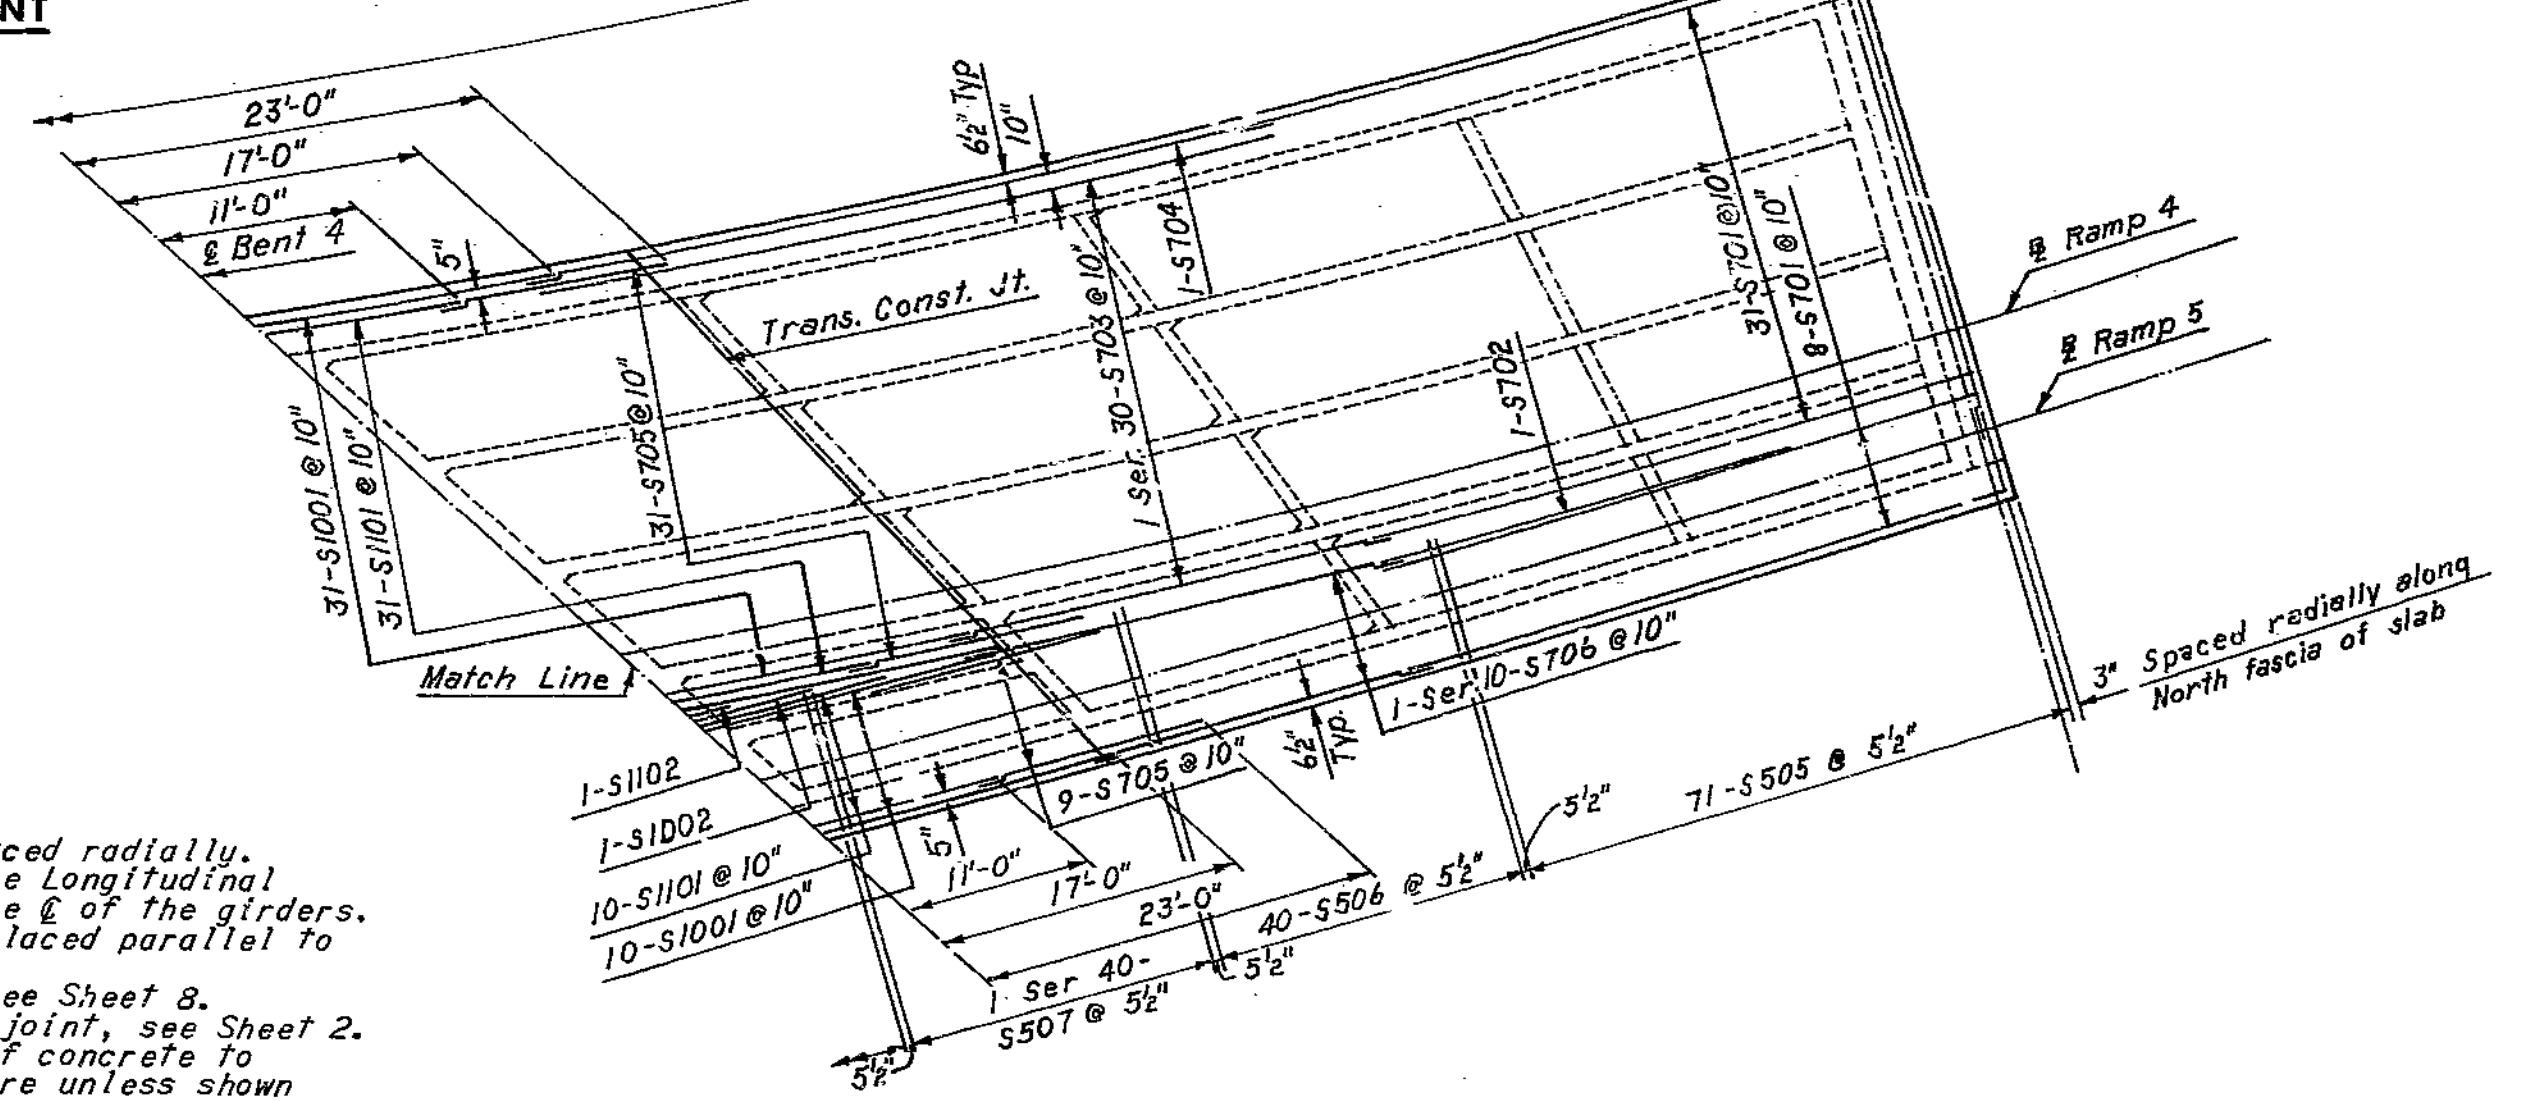 NT
23'-0"
17'-0"
11'-0"
℄ Bent 4
5"
6½" Typ
10"
Trans. Const. Jt.
1-S704
31-S701@10"
8-S701 @ 10"
Ramp 4
Ramp 5
1-S702
1 Ser. 30-S703 @ 10"
31-S705@10"
31-S1001 @ 10"
31-S1101 @ 10"
Match Line
1-S1102
1-S1D02
10-S1101 @ 10"
10-S1001 @ 10"
5"
11'-0"
17'-0"
23'-0"
9-S705 @ 10"
6½" Typ.
1-Ser 10-S706 @ 10"
3" Spaced radially along
North fascia of slab
71-S505 @ 5½"
5½"
40-S506 @ 5½"
5½"
1 Ser 40-
S507 @ 5½"
5½"
ced radially.
e Longitudinal
e ℄ of the girders.
laced parallel to
ee Sheet 8.
joint, see Sheet 2.
f concrete to
re unless shown